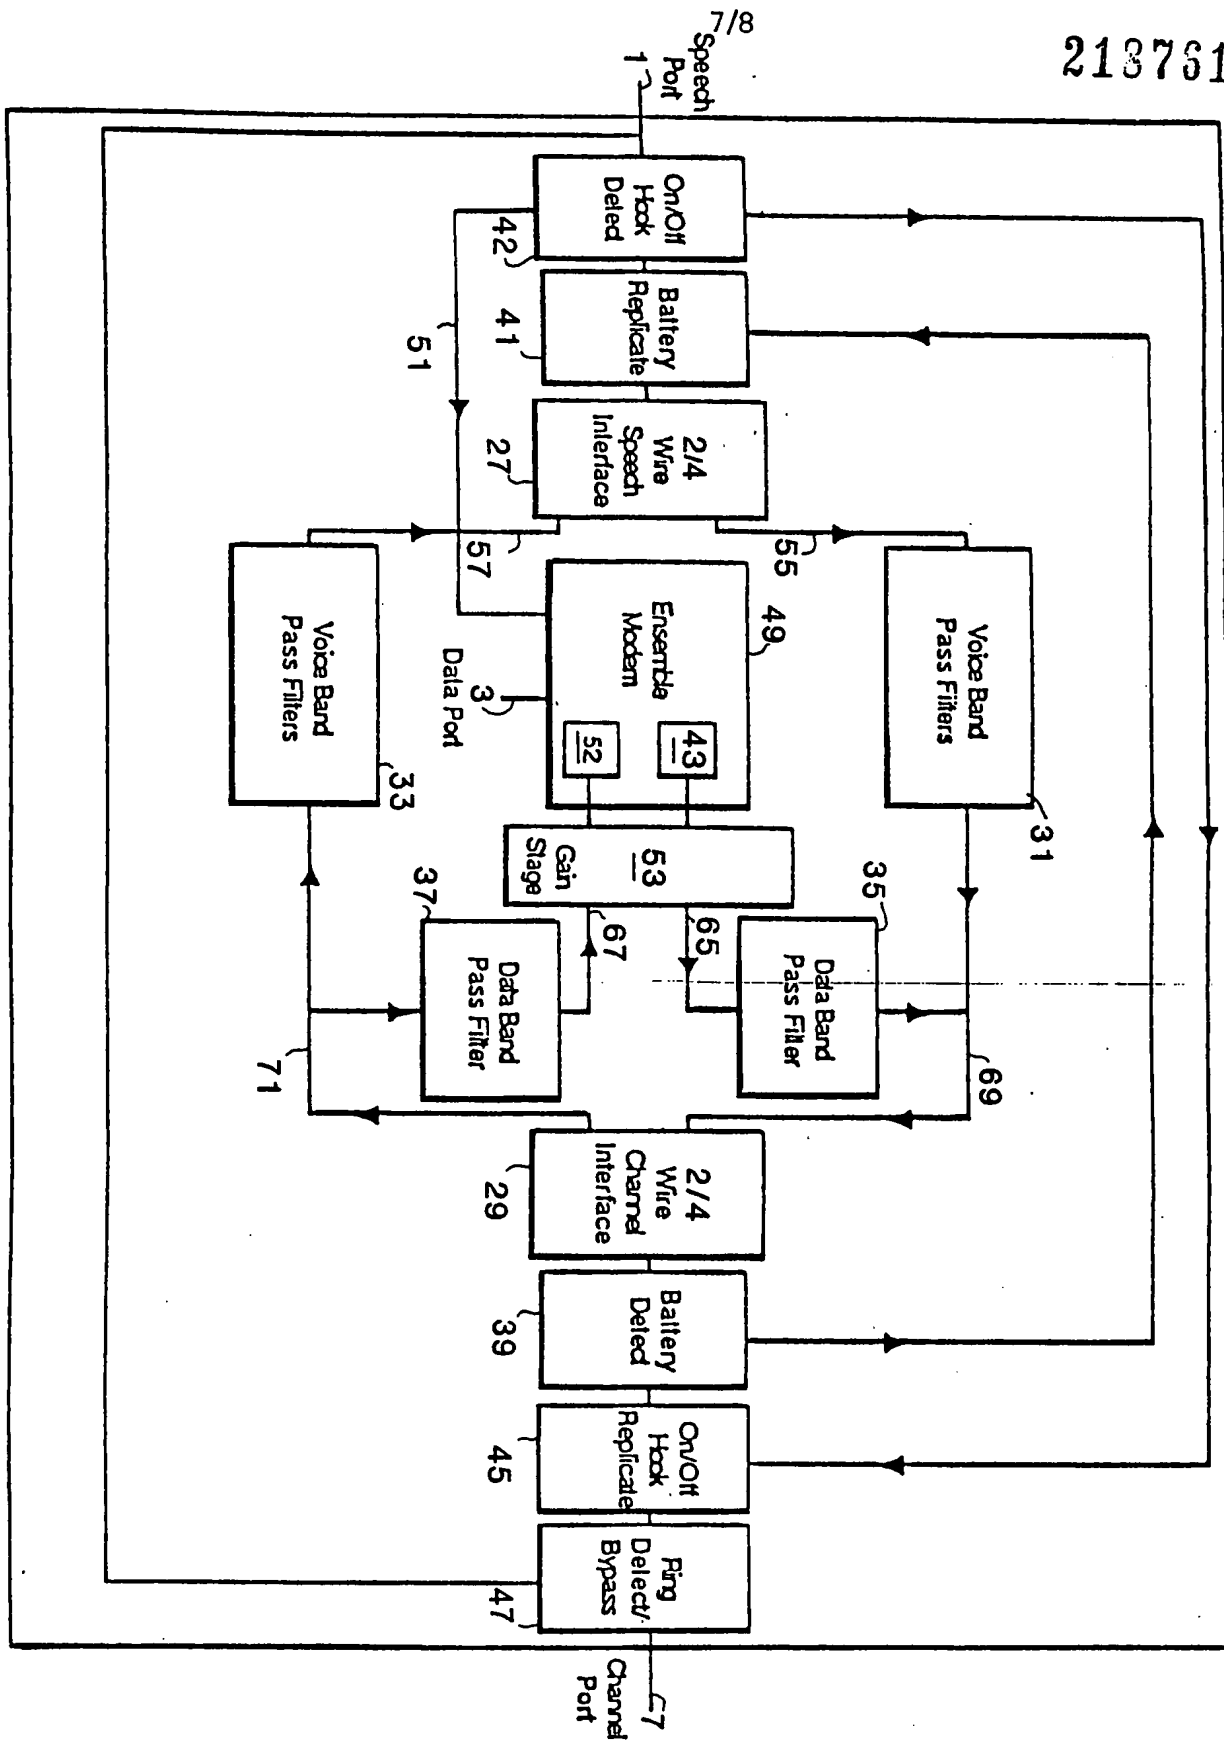 7/8
213761
Speech
Port
1
On/Off
Hook
Detect
42
Battery
Replicate
41
51
2/4
Wire
Speech
Interface
27
57
55
Voice Band
Pass Filters
31
Voice Band
Pass Filters
33
Ensemble
Modem
49
43
52
3
Data Port
53
Gain
Stage
65
67
Data Band
Pass Filter
35
Data Band
Pass Filter
37
69
71
2/4
Wire
Channel
Interface
29
Battery
Detect
39
On/Off
Hook
Replicate
45
Ring
Detect/
Bypass
47
7
Channel
Port